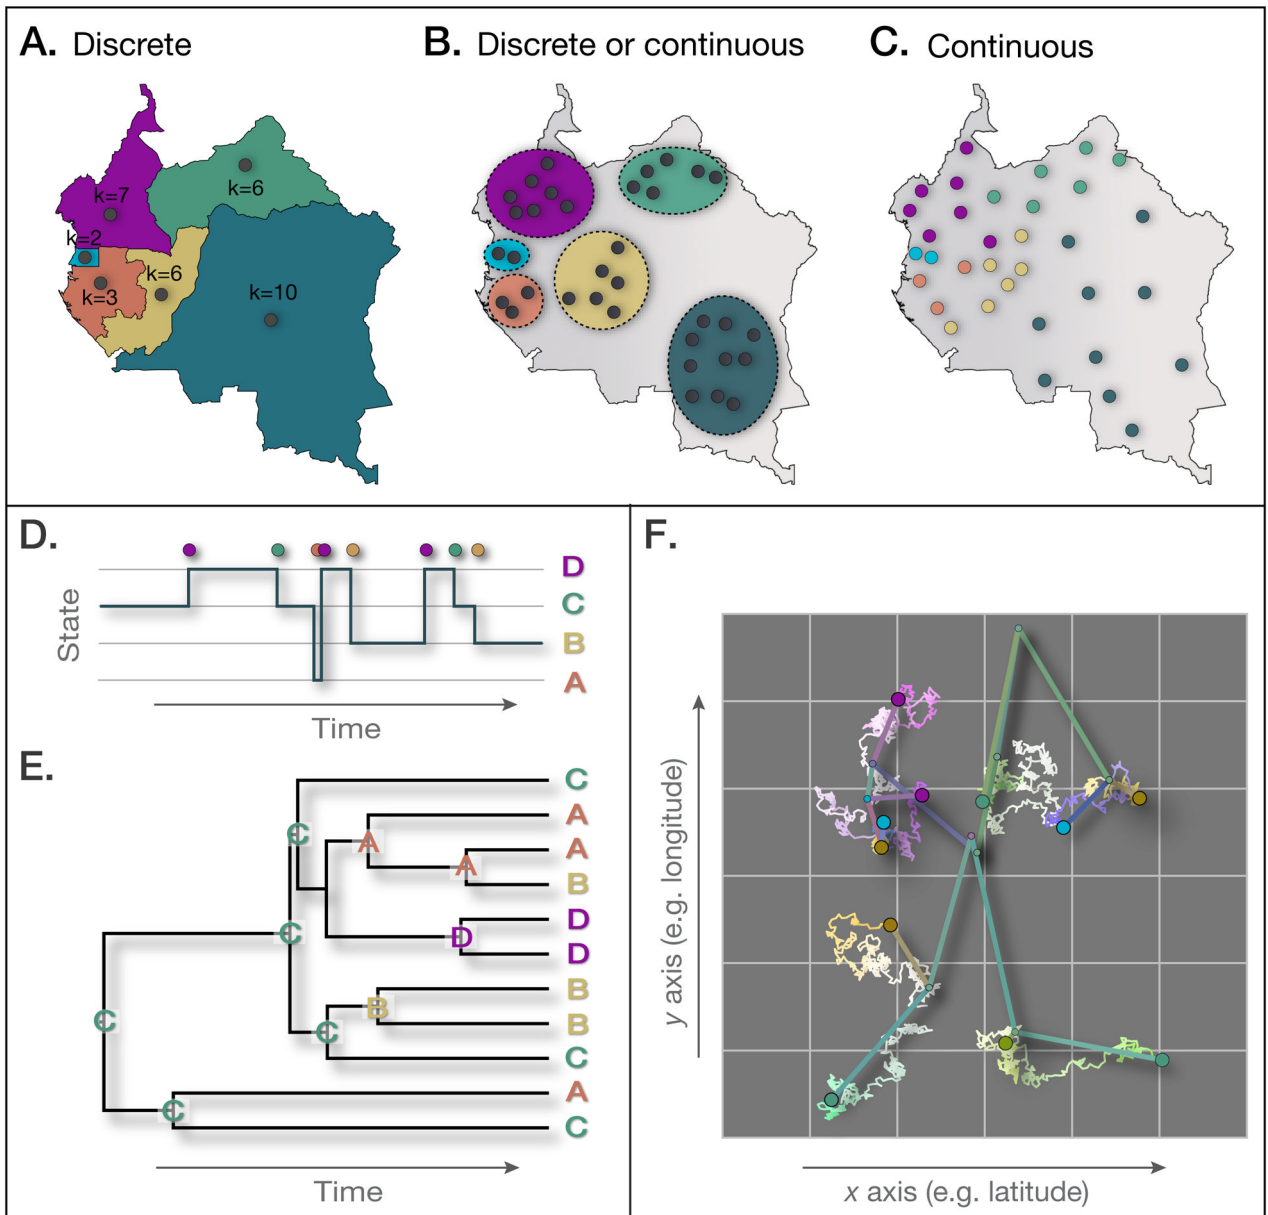 A. Discrete
B. Discrete or continuous
C. Continuous
k=7
k=6
k=2
k=6
k=3
k=10
D.
State
D
C
B
A
Time
E.
C
A
A
B
D
D
B
B
C
A
C
C
A
A
C
D
B
C
C
C
Time
F.
y axis (e.g. longitude)
x axis (e.g. latitude)